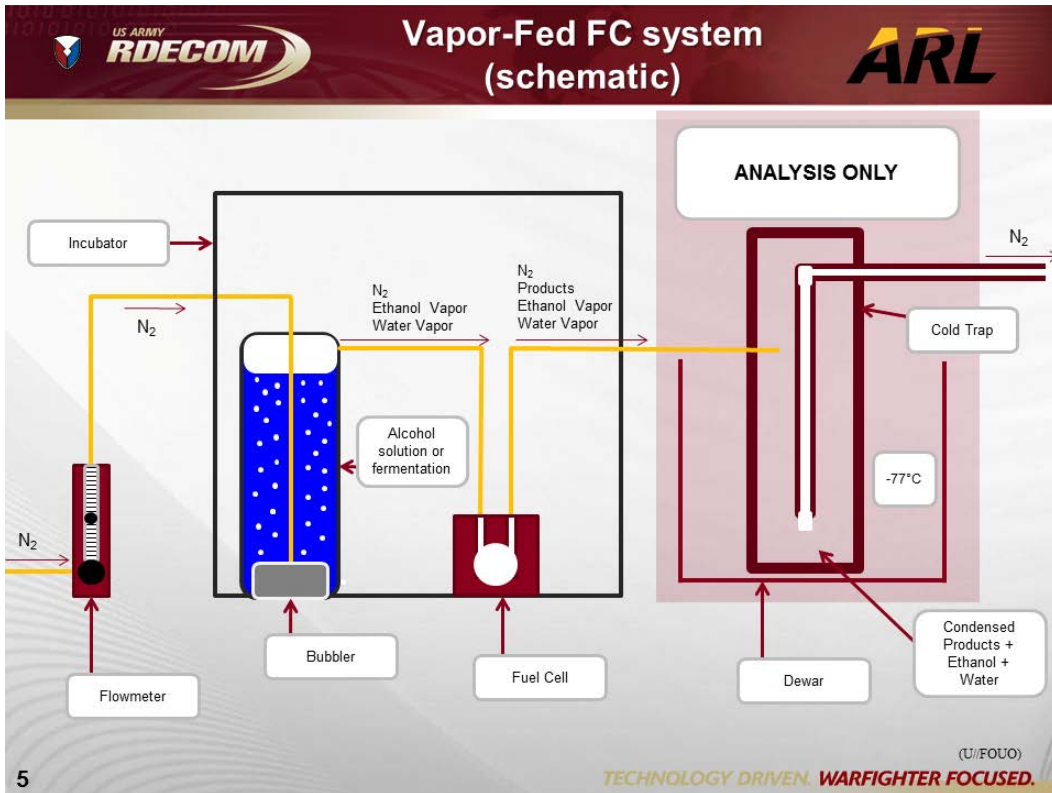 US ARMY
RDECOM
Vapor-Fed FC system
(schematic)
ARL
ANALYSIS ONLY
Incubator
N2
N2
Ethanol Vapor
Water Vapor
N2
Products
Ethanol Vapor
Water Vapor
N2
Cold Trap
Alcohol
solution or
fermentation
-77°C
N2
Bubbler
Fuel Cell
Flowmeter
Dewar
Condensed
Products +
Ethanol +
Water
(U//FOUO)
5
TECHNOLOGY DRIVEN. WARFIGHTER FOCUSED.